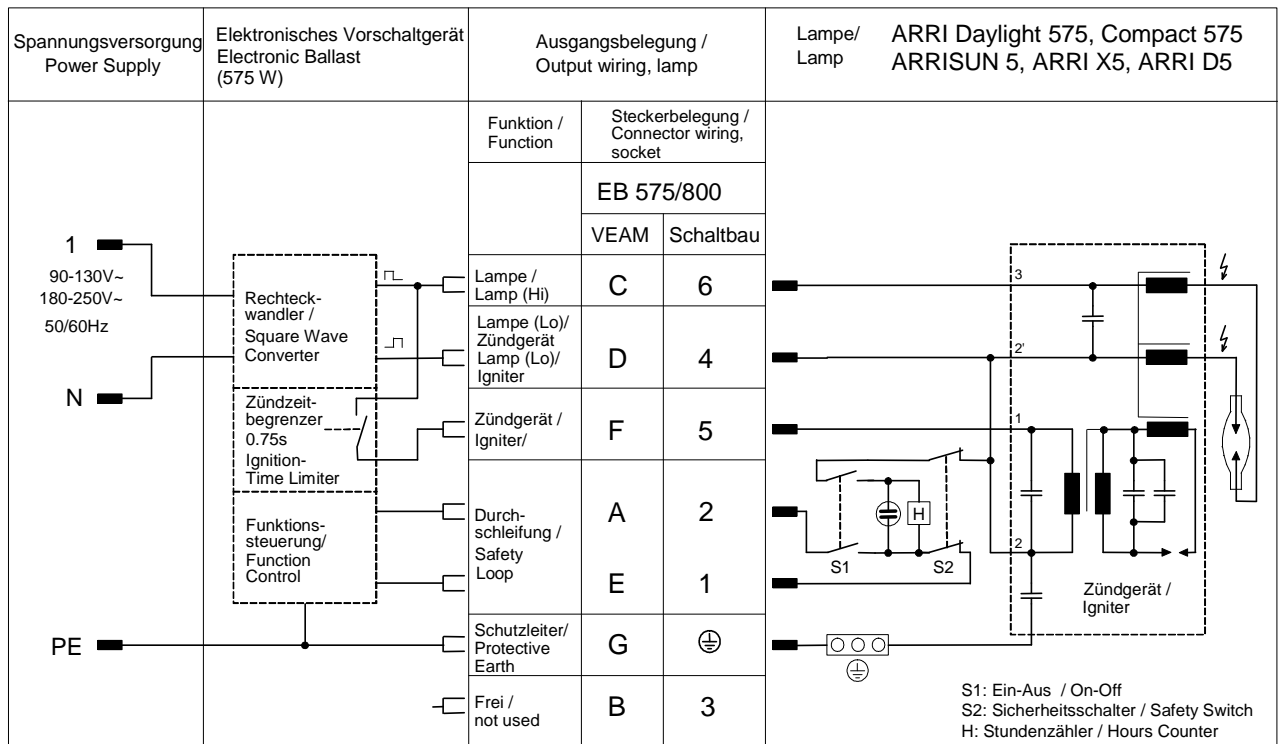 Spannungsversorgung
Power Supply
Elektronisches Vorschaltgerät
Electronic Ballast
(575 W)
Ausgangsbelegung /
Output wiring, lamp
Lampe/
Lamp
ARRI Daylight 575, Compact 575
ARRISUN 5, ARRI X5, ARRI D5
Funktion /
Function
Steckerbelegung /
Connector wiring,
socket
EB 575/800
VEAM
Schaltbau
1
90-130V~
180-250V~
50/60Hz
N
PE
Rechteck-
wandler /
Square Wave
Converter
Zündzeit-
begrenzer
0.75s
Ignition-
Time Limiter
Funktions-
steuerung/
Function
Control
Lampe /
Lamp (Hi)
C
6
Lampe (Lo)/
Zündgerät
Lamp (Lo)/
Igniter
D
4
Zündgerät /
Igniter/
F
5
Durch-
schleifung /
Safety
Loop
A
2
E
1
Schutzleiter/
Protective
Earth
G
Frei /
not used
B
3
3
2'
1
2
H
S1
S2
Zündgerät /
Igniter
S1: Ein-Aus / On-Off
S2: Sicherheitsschalter / Safety Switch
H: Stundenzähler / Hours Counter